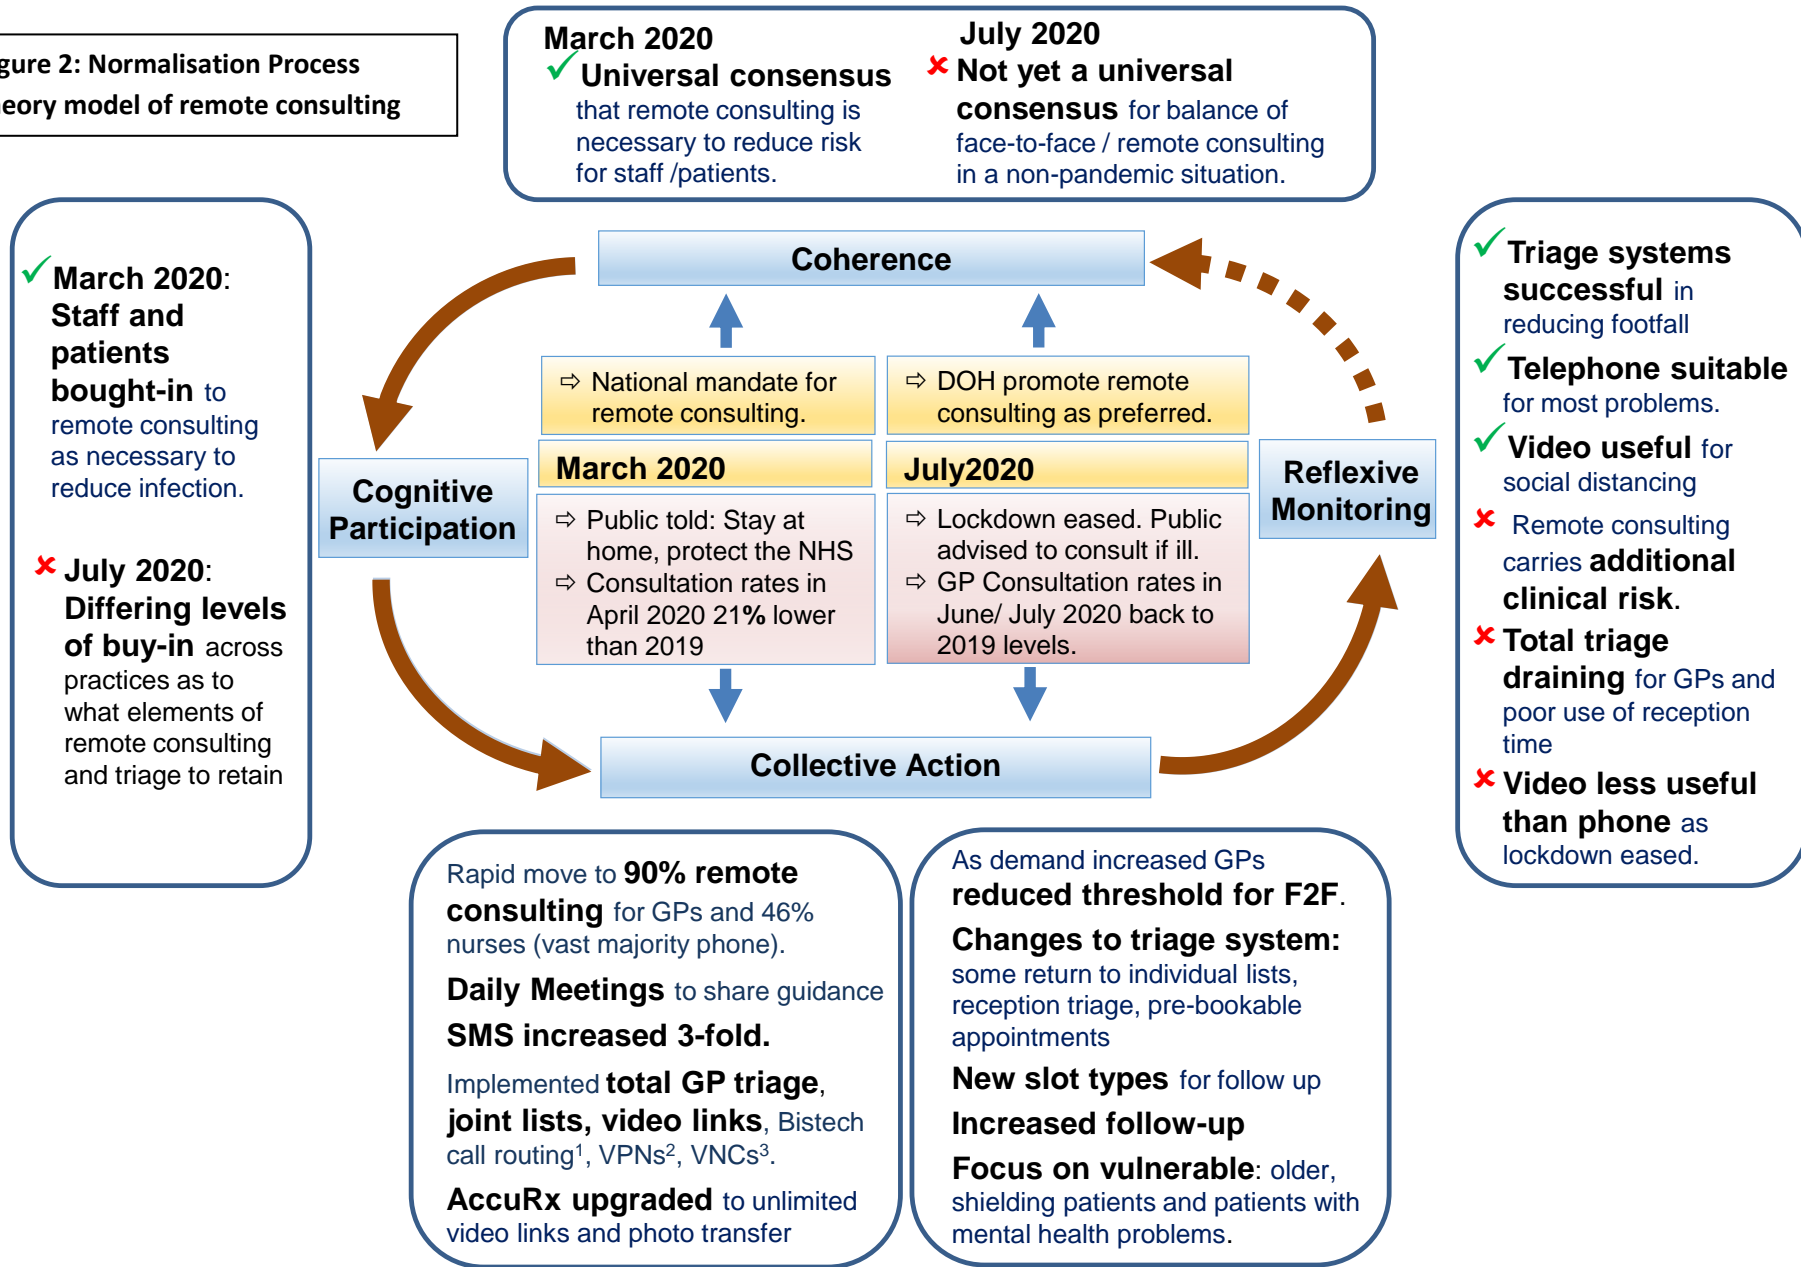 gure 2: Normalisation Process
eory model of remote consulting
March 2020
✓ Universal consensus
that remote consulting is
necessary to reduce risk
for staff /patients.
July 2020
✘ Not yet a universal
consensus for balance of
face-to-face / remote consulting
in a non-pandemic situation.
✓ March 2020:
Staff and
patients
bought-in to
remote consulting
as necessary to
reduce infection.
✘ July 2020:
Differing levels
of buy-in across
practices as to
what elements of
remote consulting
and triage to retain
Coherence
⇨ National mandate for
remote consulting.
⇨ DOH promote remote
consulting as preferred.
Cognitive
Participation
March 2020
July2020
Reflexive
Monitoring
⇨ Public told: Stay at
home, protect the NHS
⇨ Consultation rates in
April 2020 21% lower
than 2019
⇨ Lockdown eased. Public
advised to consult if ill.
⇨ GP Consultation rates in
June/ July 2020 back to
2019 levels.
Collective Action
✓ Triage systems
successful in
reducing footfall
✓ Telephone suitable
for most problems.
✓ Video useful for
social distancing
✘ Remote consulting
carries additional
clinical risk.
✘ Total triage
draining for GPs and
poor use of reception
time
✘ Video less useful
than phone as
lockdown eased.
Rapid move to 90% remote
consulting for GPs and 46%
nurses (vast majority phone).
Daily Meetings to share guidance
SMS increased 3-fold.
Implemented total GP triage,
joint lists, video links, Bistech
call routing¹, VPNs², VNCs³.
AccuRx upgraded to unlimited
video links and photo transfer
As demand increased GPs
reduced threshold for F2F.
Changes to triage system:
some return to individual lists,
reception triage, pre-bookable
appointments
New slot types for follow up
Increased follow-up
Focus on vulnerable: older,
shielding patients and patients with
mental health problems.